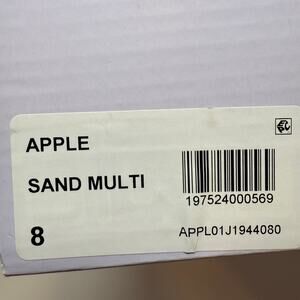 APPLE
SAND MULTI
197524000569
8
APPL01J1944080